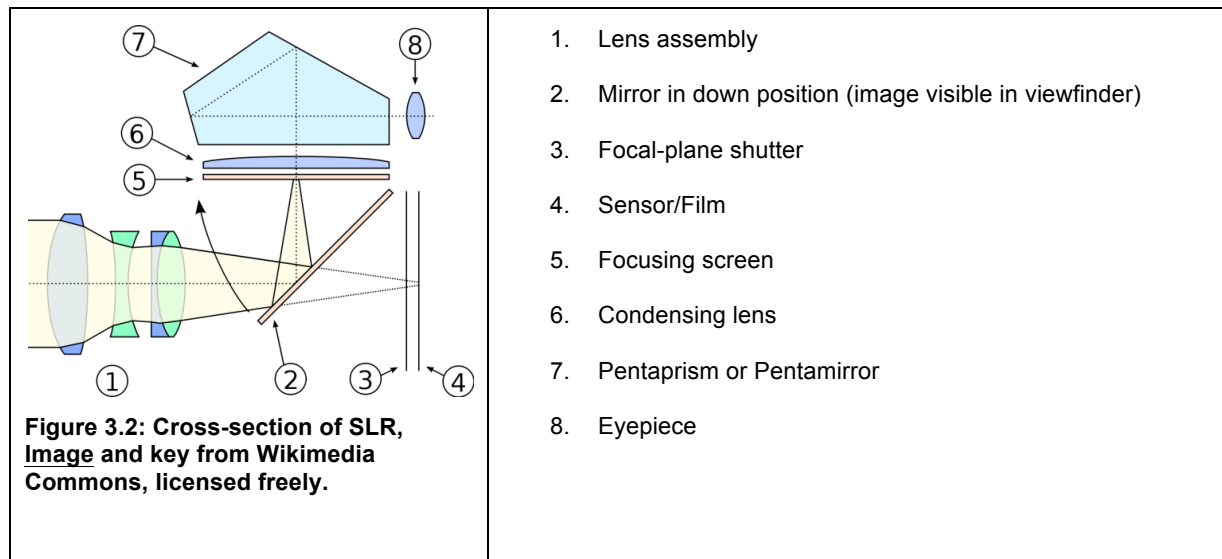 7
8
6
5
1
2
3
4
Figure 3.2: Cross-section of SLR,
Image and key from Wikimedia
Commons, licensed freely.
1. Lens assembly
2. Mirror in down position (image visible in viewfinder)
3. Focal-plane shutter
4. Sensor/Film
5. Focusing screen
6. Condensing lens
7. Pentaprism or Pentamirror
8. Eyepiece